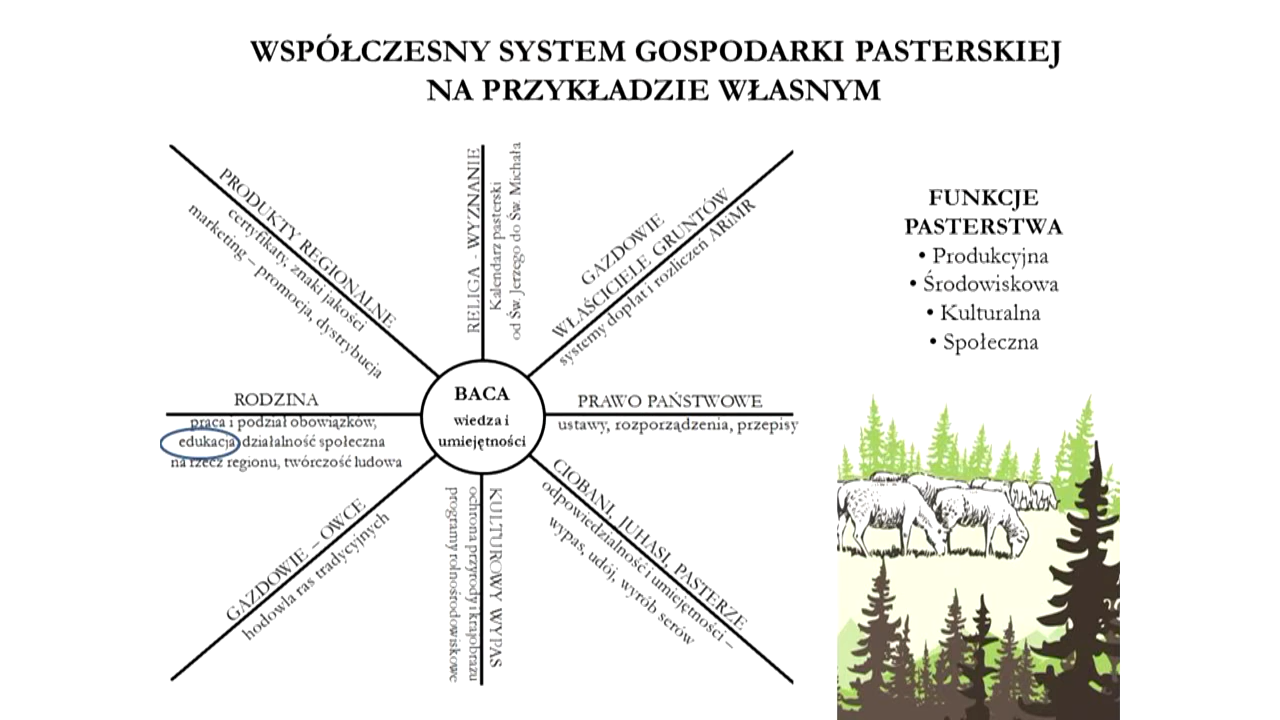 WSPÓŁCZESNY SYSTEM GOSPODARKI PASTERSKIEJ
NA PRZYKŁADZIE WŁASNYM
PRODUKTY REGIONALNE
certyfikaty, znaki jakości
marketing – promocja, dystrybucja
RELIGA - WYZNANIE
Kalendarz pasterski
od Św. Jerzego do Św. Michała
GAZDOWIE
WŁAŚCICIELE GRUNTÓW
systemy dopłat i rozliczeń ARiMR
RODZINA
praca i podział obowiązków,
edukacja, działalność społeczna
na rzecz regionu, twórczość ludowa
BACA
wiedza i
umiejętności
PRAWO PAŃSTWOWE
ustawy, rozporządzenia, przepisy
GAZDOWIE – OWCE
hodowla ras tradycyjnych
KULTUROWY WYPAS
ochrona przyrody i krajobrazu
programy rolnośrodowiskowe
CIOBANI, JUHASI, PASTERZE
odpowiedzialność i umiejętności –
wypas, udój, wyrób serów
FUNKCJE
PASTERSTWA
• Produkcyjna
• Środowiskowa
• Kulturalna
• Społeczna